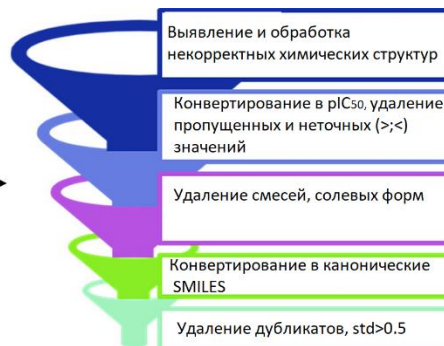 Выявление и обработка
некорректных химических структур
Конвертирование в pIC50, удаление
пропущенных и неточных (>;<)
значений
Удаление смесей, солевых форм
Конвертирование в канонические
SMILES
Удаление дубликатов, std>0.5